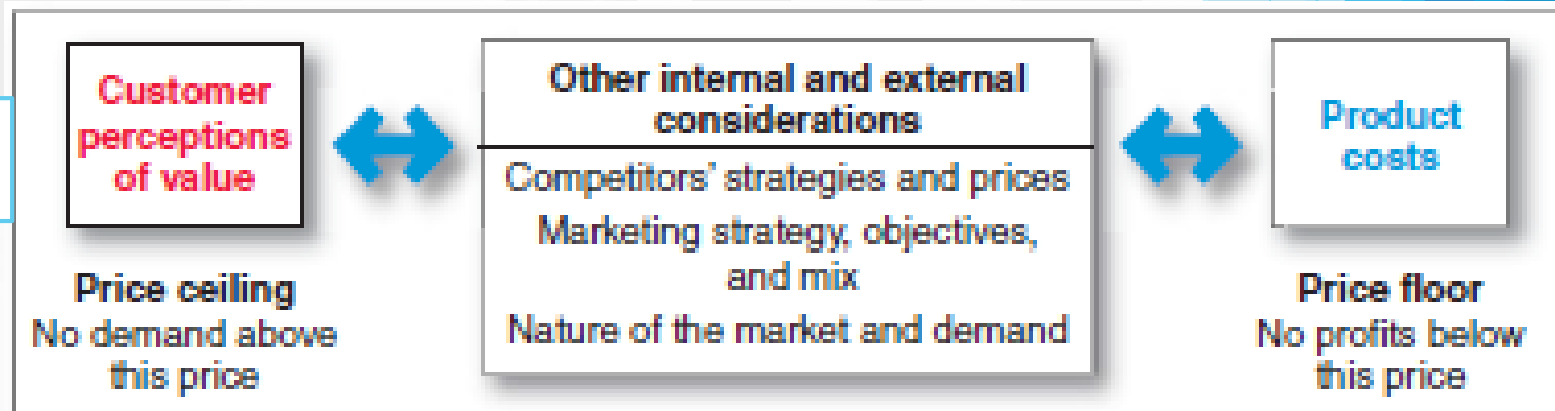 Customer
perceptions
of value
Price ceiling
No demand above
this price
Other internal and external
considerations
Competitors' strategies and prices
Marketing strategy, objectives,
and mix
Nature of the market and demand
Product
costs
Price floor
No profits below
this price